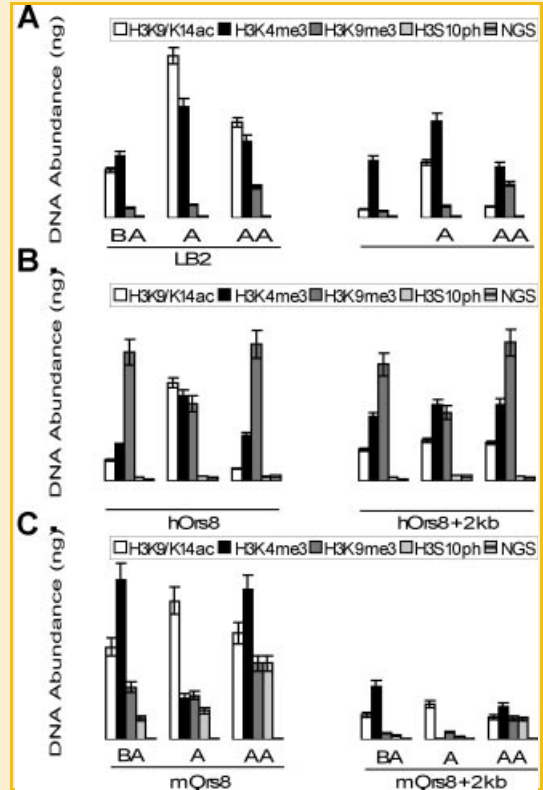 A
H3K9/K14ac H3K4me3 H3K9me3 H3S10ph NGS
DNA Abundance (ng)
BA A AA A AA
LB2
B
H3K9/K14ac H3K4me3 H3K9me3 H3S10ph NGS
DNA Abundance (ng)
hOrs8 hOrs8+2kb
C
H3K9/K14ac H3K4me3 H3K9me3 H3S10ph NGS
DNA Abundance (ng)
BA A AA BA A AA
mOrs8 mOrs8+2kb